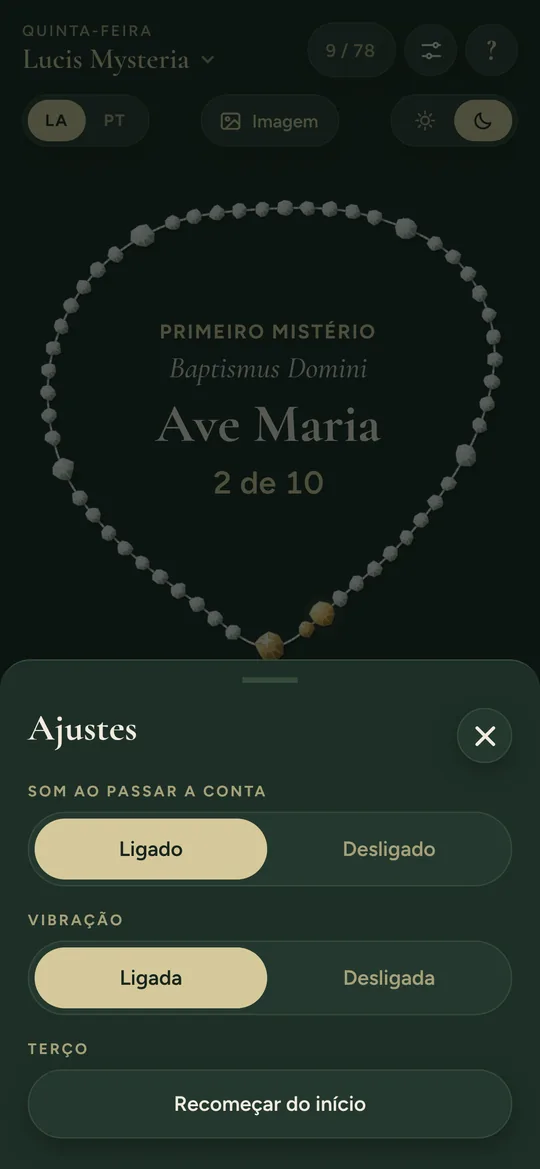 QUINTA-FEIRA
Lucis Mysteria
9 / 78
?
LA
PT
Imagem
PRIMEIRO MISTÉRIO
Baptismus Domini
Ave Maria
2 de 10
Ajustes
SOM AO PASSAR A CONTA
Ligado
Desligado
VIBRAÇÃO
Ligada
Desligada
TERÇO
Recomeçar do início